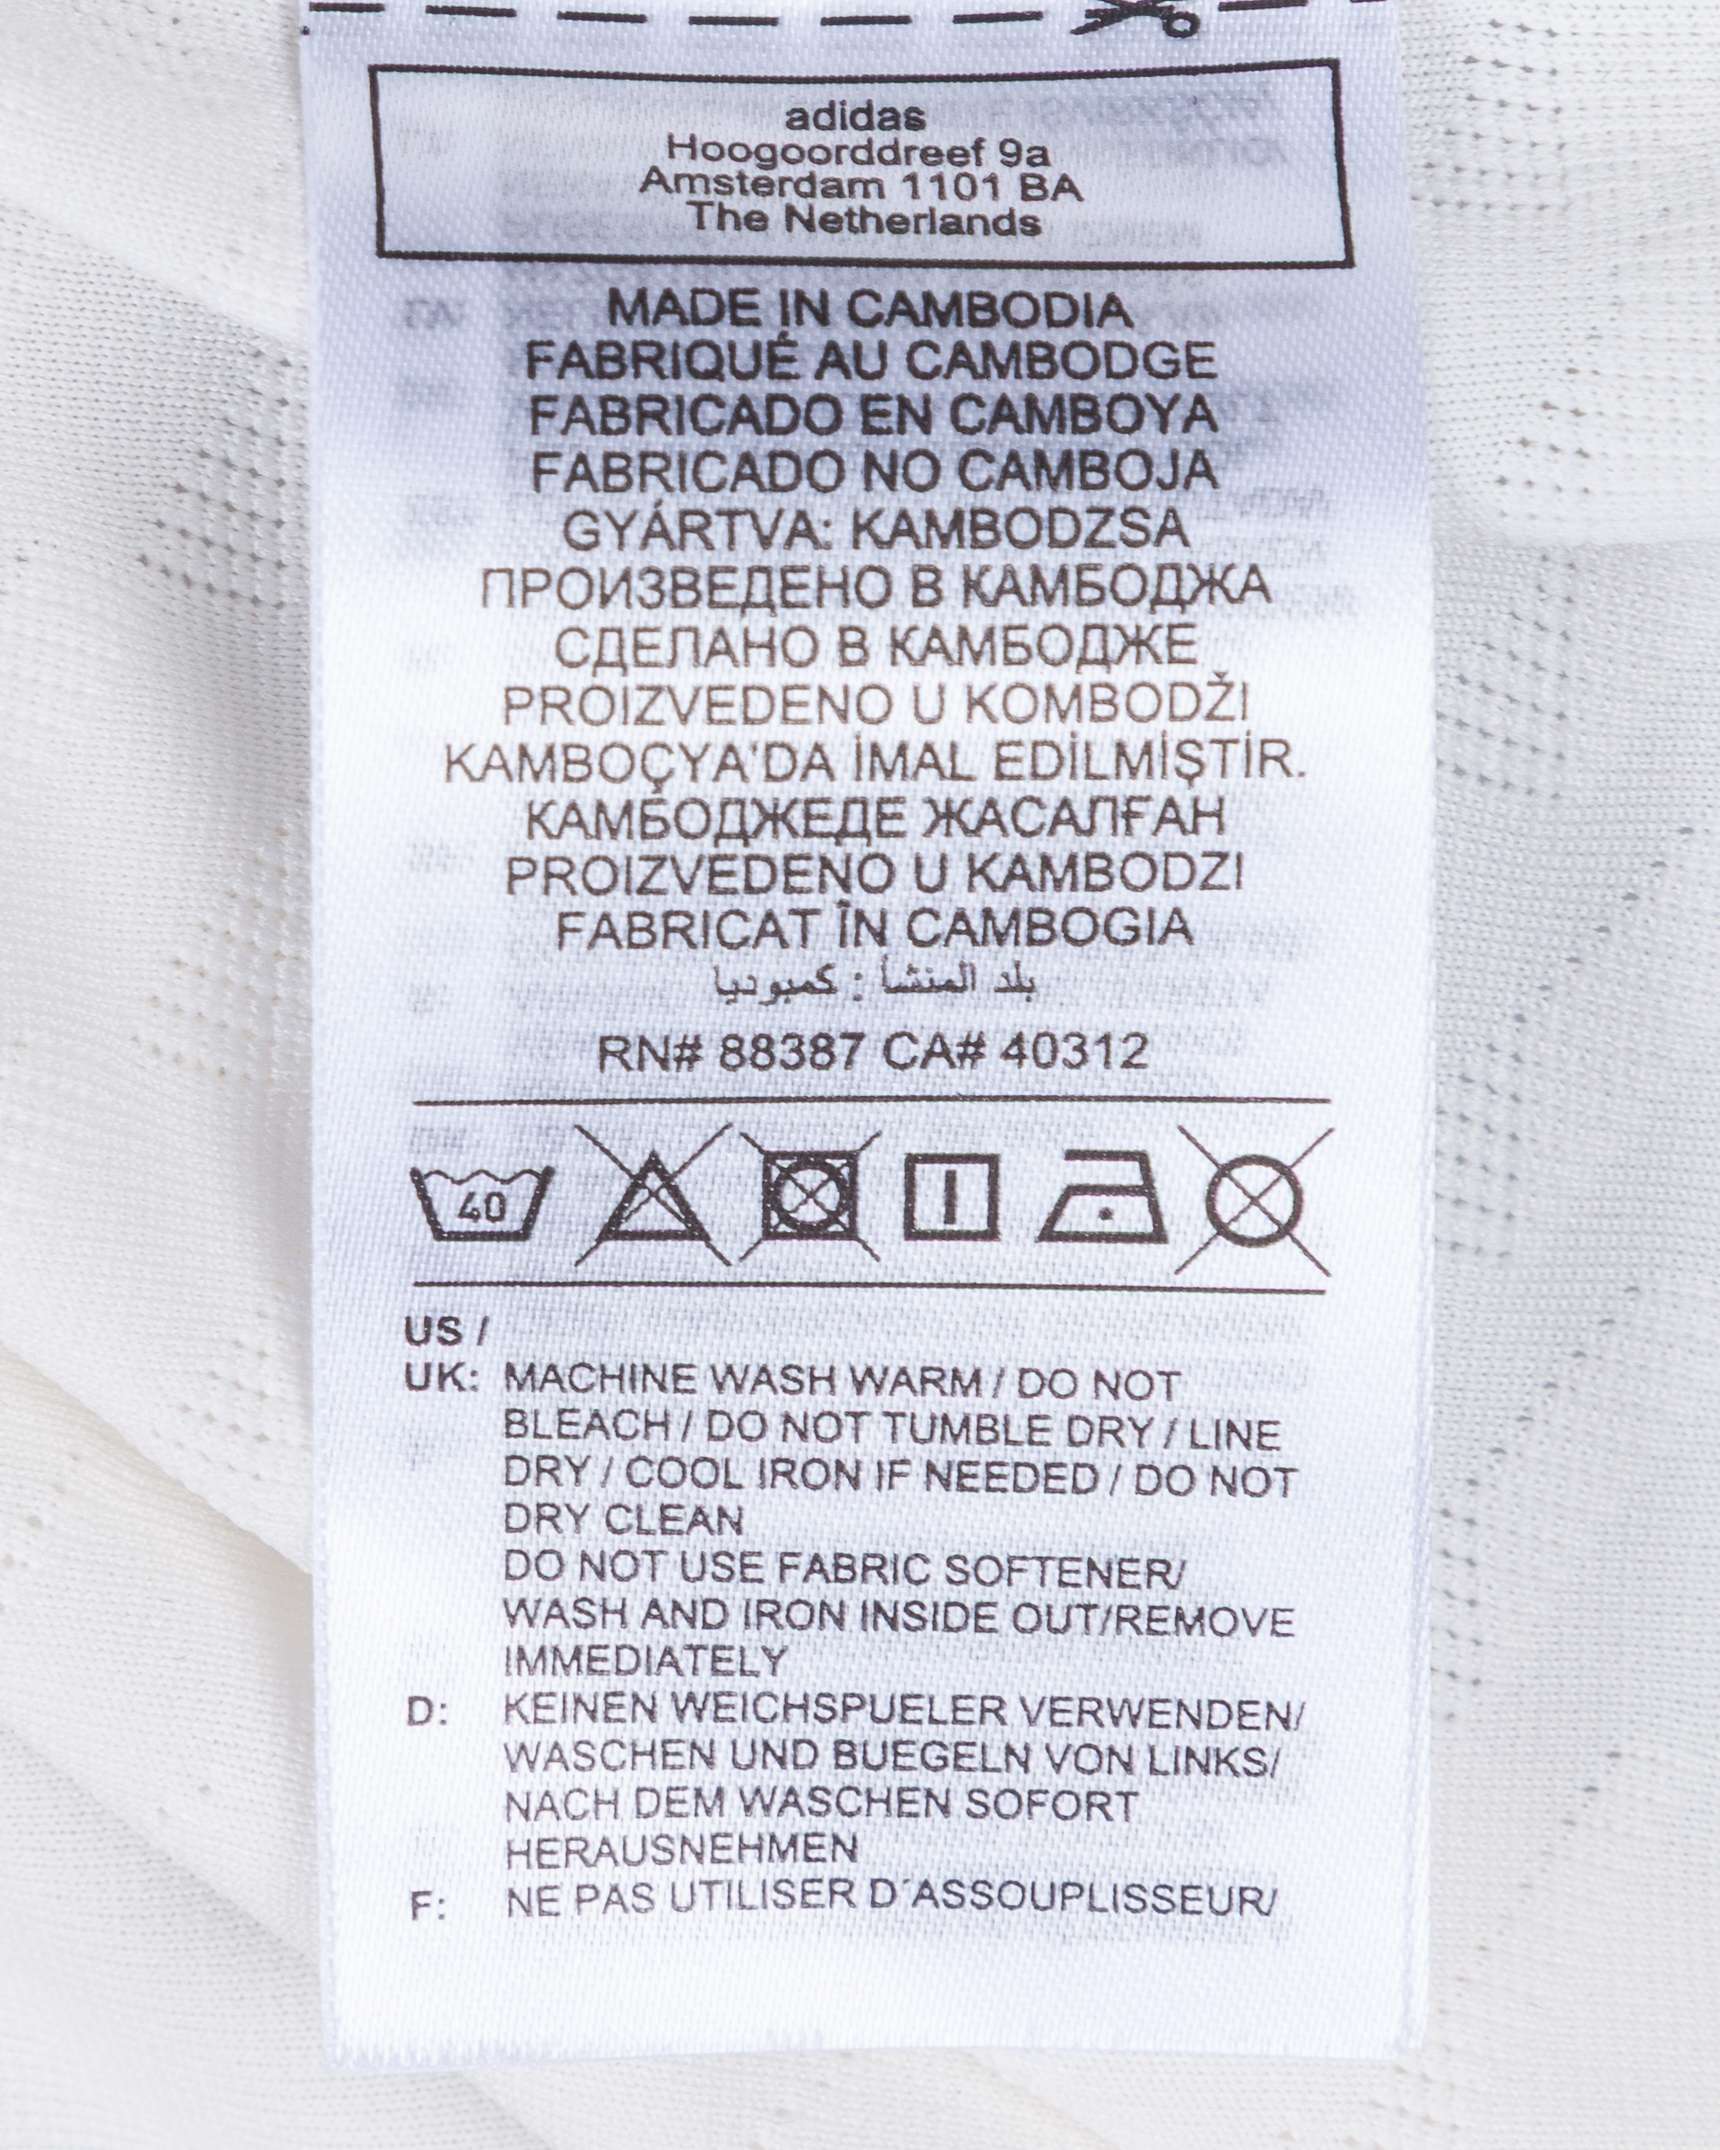 adidas
Hoogoorddreef 9a
Amsterdam 1101 BA
The Netherlands
MADE IN CAMBODIA
FABRIQUÉ AU CAMBODGE
FABRICADO EN CAMBOYA
FABRICADO NO CAMBOJA
GYÁRTVA: KAMBODZSA
ПРОИЗВЕДЕНО В КАМБОДЖА
СДЕЛАНО В КАМБОДЖЕ
PROIZVEDENO U KOMBODŽI
KAMBOÇYA'DA İMAL EDİLMİŞTİR.
КАМБОДЖЕДЕ ЖАСАЛҒАН
PROIZVEDENO U KAMBODZI
FABRICAT ÎN CAMBOGIA
بلد المنشأ : كمبوديا
RN# 88387 CA# 40312
40
US /
UK: MACHINE WASH WARM / DO NOT
BLEACH / DO NOT TUMBLE DRY / LINE
DRY / COOL IRON IF NEEDED / DO NOT
DRY CLEAN
DO NOT USE FABRIC SOFTENER/
WASH AND IRON INSIDE OUT/REMOVE
IMMEDIATELY
D: KEINEN WEICHSPUELER VERWENDEN/
WASCHEN UND BUEGELN VON LINKS/
NACH DEM WASCHEN SOFORT
HERAUSNEHMEN
F: NE PAS UTILISER D´ASSOUPLISSEUR/